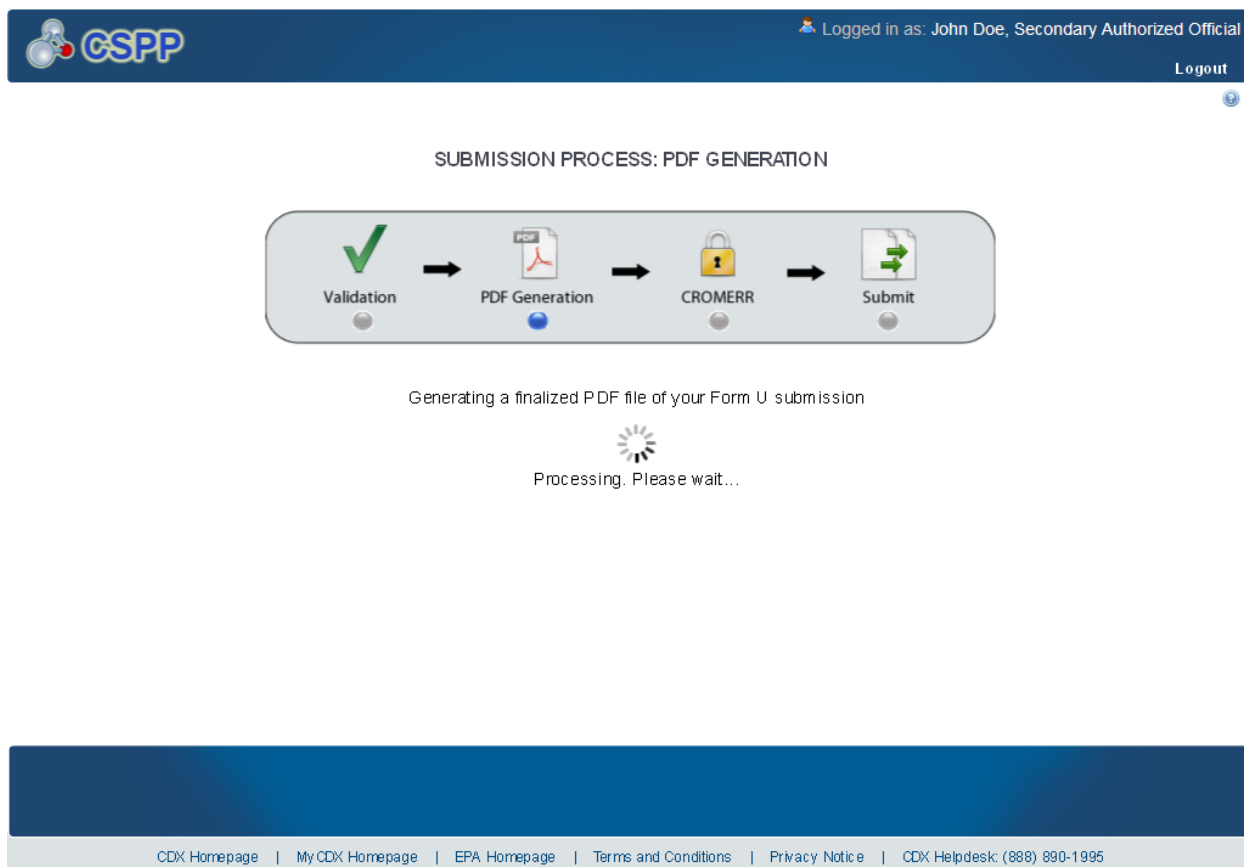 CSPP
Logged in as: John Doe, Secondary Authorized Official
Logout
?
SUBMISSION PROCESS: PDF GENERATION
PDF
Validation
PDF Generation
CROMERR
Submit
Generating a finalized PDF file of your Form U submission
Processing. Please wait...
CDX Homepage | MyCDX Homepage | EPA Homepage | Terms and Conditions | Privacy Notice | CDX Helpdesk: (888) 890-1995